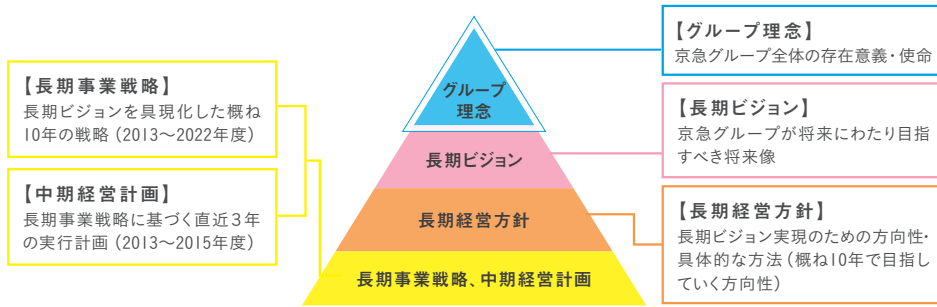 【長期事業戦略】
長期ビジョンを具現化した概ね
10年の戦略（2013〜2022年度）
【中期経営計画】
長期事業戦略に基づく直近3年
の実行計画（2013〜2015年度）
グループ
理念
長期ビジョン
長期経営方針
長期事業戦略、中期経営計画
【グループ理念】
京急グループ全体の存在意義・使命
【長期ビジョン】
京急グループが将来にわたり目指
すべき将来像
【長期経営方針】
長期ビジョン実現のための方向性・
具体的な方法（概ね10年で目指し
ていく方向性）